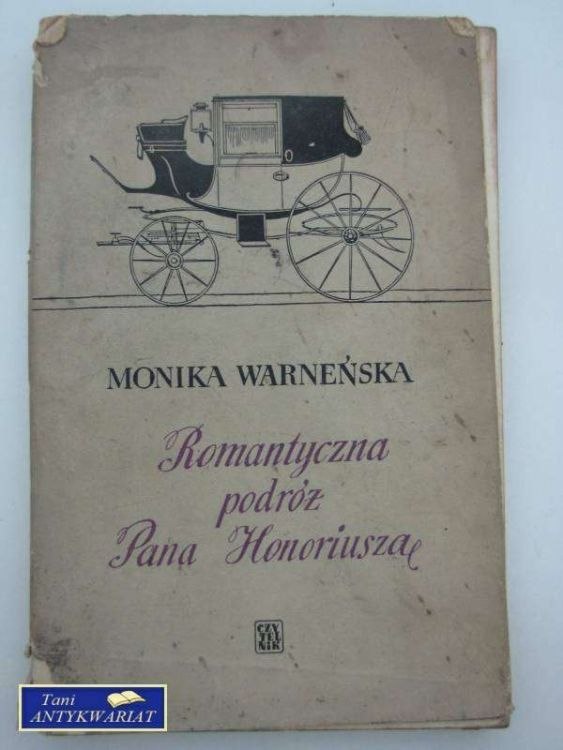 MONIKA WARNEŃSKA
Romantyczna
podróż
Pana Honoriusza
CZY
TEL
NIK
Tani
ANTYKWARIAT